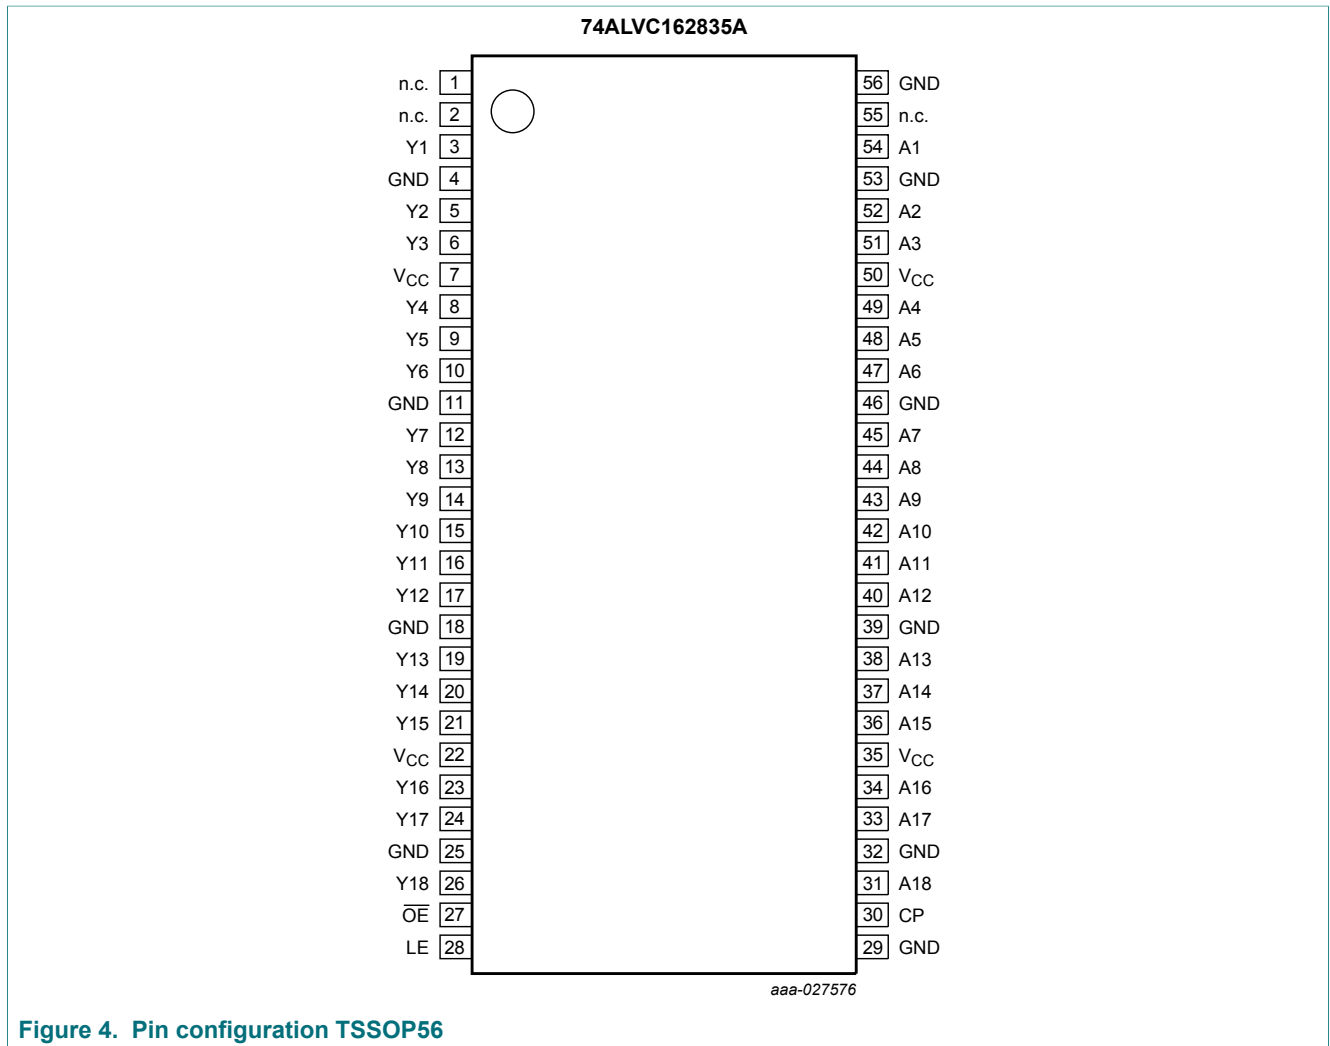 74ALVC162835A
n.c. 1 56 GND
n.c. 2 55 n.c.
Y1 3 54 A1
GND 4 53 GND
Y2 5 52 A2
Y3 6 51 A3
VCC 7 50 VCC
Y4 8 49 A4
Y5 9 48 A5
Y6 10 47 A6
GND 11 46 GND
Y7 12 45 A7
Y8 13 44 A8
Y9 14 43 A9
Y10 15 42 A10
Y11 16 41 A11
Y12 17 40 A12
GND 18 39 GND
Y13 19 38 A13
Y14 20 37 A14
Y15 21 36 A15
VCC 22 35 VCC
Y16 23 34 A16
Y17 24 33 A17
GND 25 32 GND
Y18 26 31 A18
O̅E̅ 27 30 CP
LE 28 29 GND
aaa-027576
Figure 4. Pin configuration TSSOP56